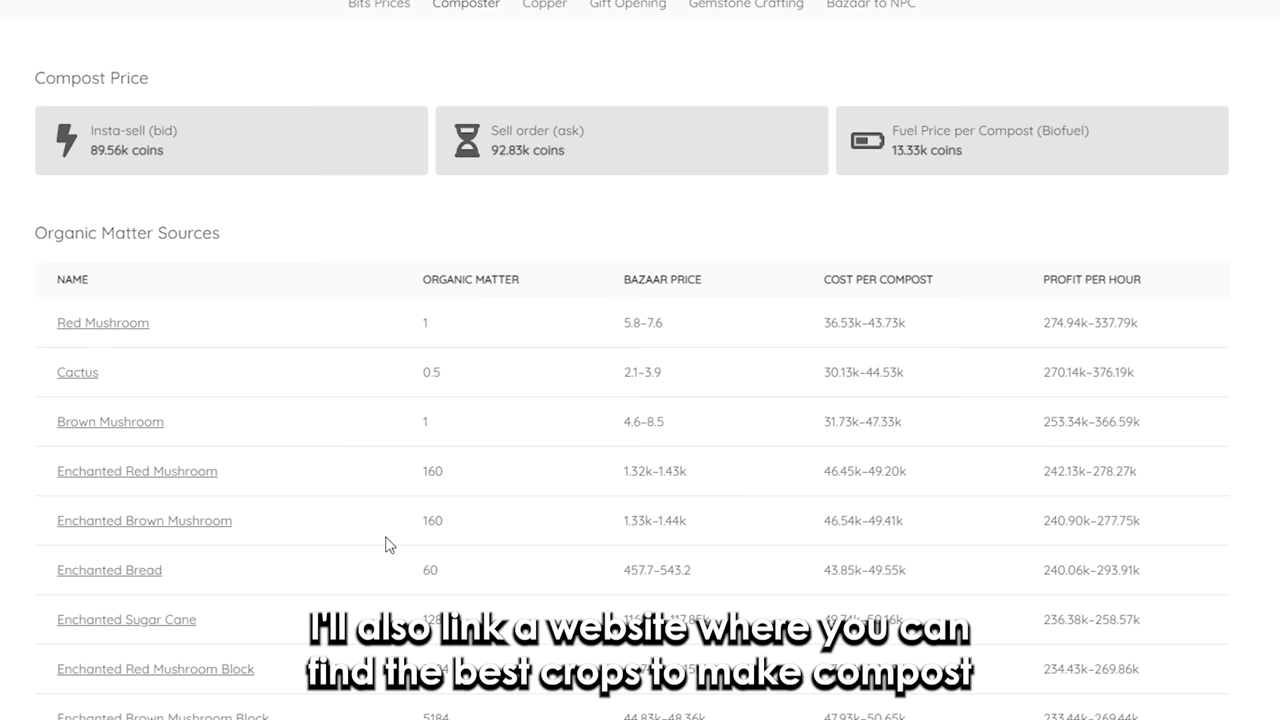 Bits Prices Composter Copper Gift Opening Gemstone Crafting Bazaar to NPC
Compost Price
Insta-sell (bid)
89.56k coins
Sell order (ask)
92.83k coins
Fuel Price per Compost (Biofuel)
13.33k coins
Organic Matter Sources
NAME ORGANIC MATTER BAZAAR PRICE COST PER COMPOST PROFIT PER HOUR
Red Mushroom 1 5.8–7.6 36.53k–43.73k 274.94k–337.79k
Cactus 0.5 2.1–3.9 30.13k–44.53k 270.14k–376.19k
Brown Mushroom 1 4.6–8.5 31.73k–47.33k 253.34k–366.59k
Enchanted Red Mushroom 160 1.32k–1.43k 46.45k–49.20k 242.13k–278.27k
Enchanted Brown Mushroom 160 1.33k–1.44k 46.54k–49.41k 240.90k–277.75k
Enchanted Bread 60 457.7–543.2 43.85k–49.55k 240.06k–293.91k
Enchanted Sugar Cane 236.38k–258.57k
I'll also link a website where you can
Enchanted Red Mushroom Block 234.43k–269.86k
find the best crops to make compost
Enchanted Brown Mushroom Block 5184 44.83k–48.36k 47.93k–50.65k 233.44k–269.44k